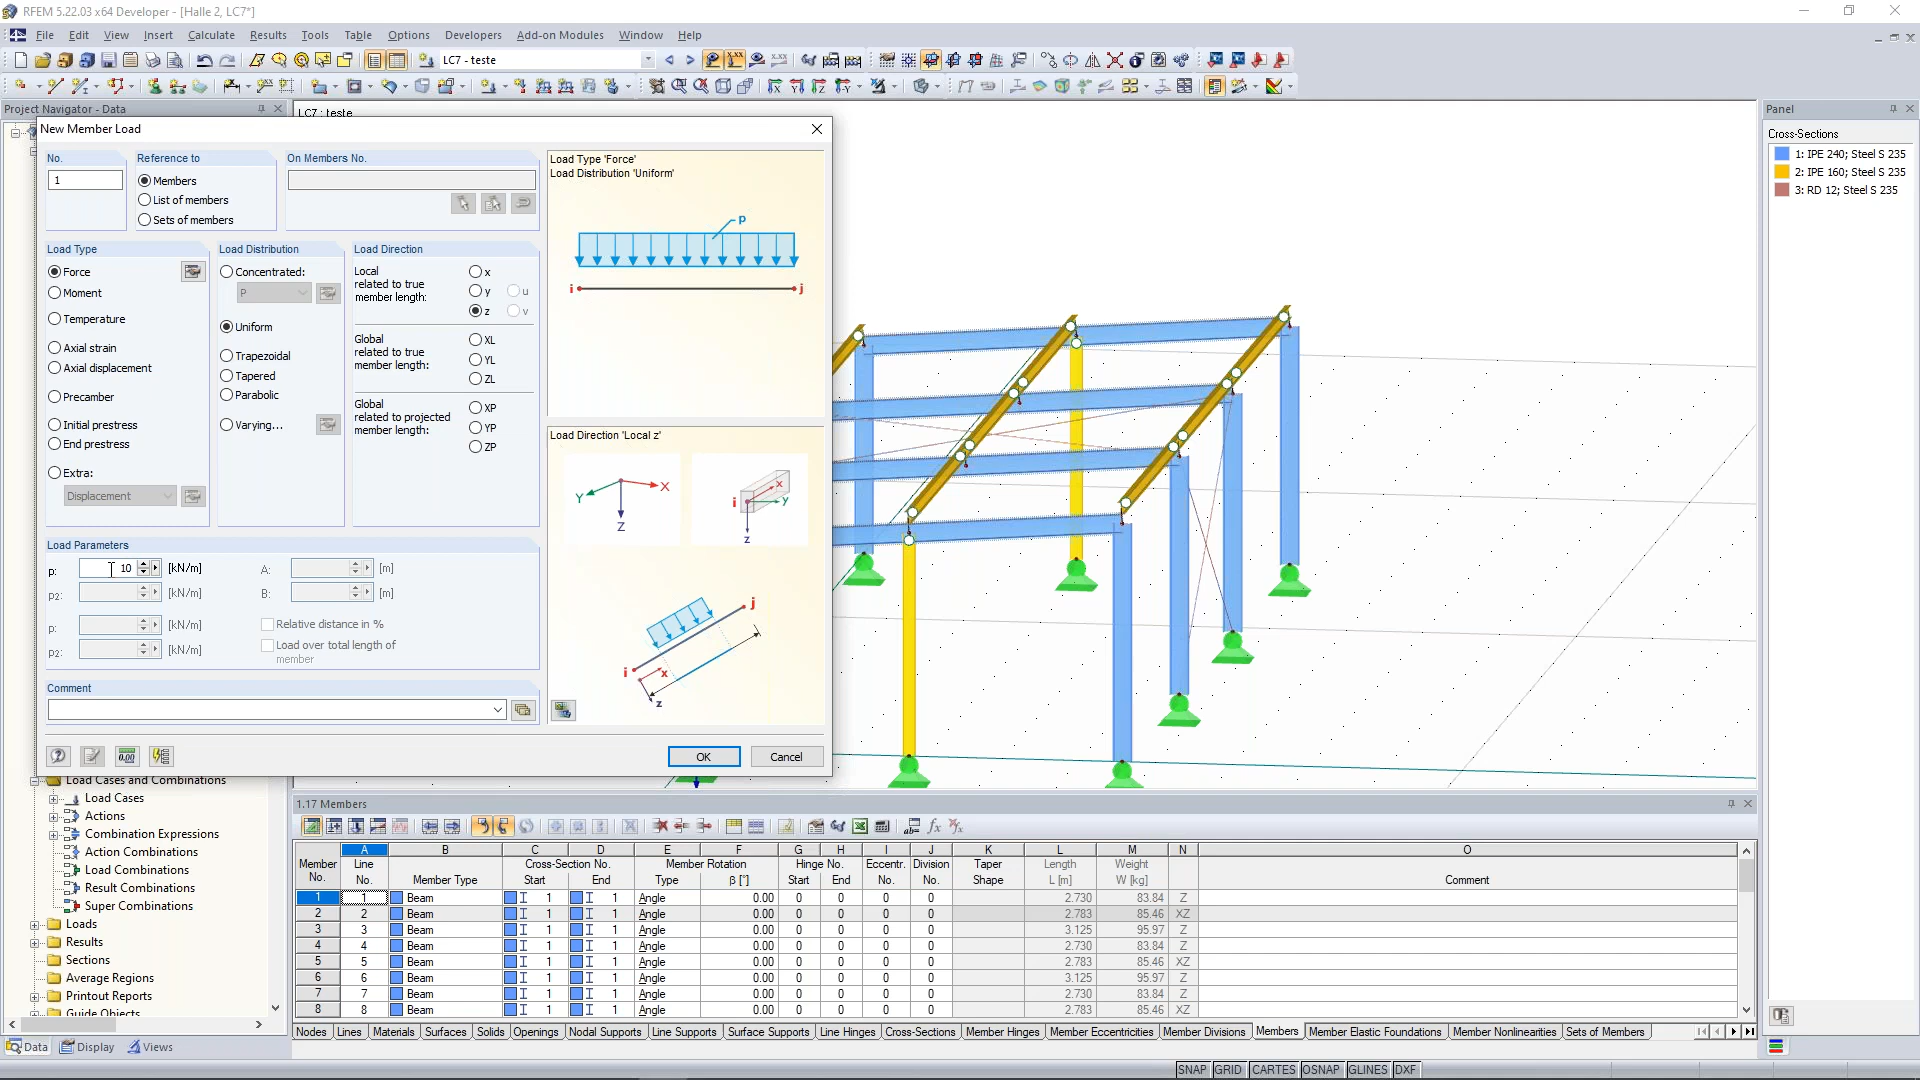 RFEM 5.22.03 x64 Developer - [Halle 2, LC7*]
File Edit View Insert Calculate Results Tools Table Options Developers Add-on Modules Window Help
LC7 - teste
Project Navigator - Data
LC7 : teste
Panel
Cross-Sections
1: IPE 240; Steel S 235
2: IPE 160; Steel S 235
3: RD 12; Steel S 235
New Member Load
No.
1
Reference to
Members
List of members
Sets of members
On Members No.
Load Type
Force
Moment
Temperature
Axial strain
Axial displacement
Precamber
Initial prestress
End prestress
Extra:
Displacement
Load Distribution
Concentrated:
P
Uniform
Trapezoidal
Tapered
Parabolic
Varying...
Load Direction
Local
related to true
member length:
x
y
u
z
v
Global
related to true
member length:
XL
YL
ZL
Global
related to projected
member length:
XP
YP
ZP
Load Type 'Force'
Load Distribution 'Uniform'
p
i j
Load Direction 'Local z'
X
Y
Z
i
x
y
z
j
i
x
z
Load Parameters
p: 10 [kN/m] A: [m]
p2: [kN/m] B: [m]
p: [kN/m] Relative distance in %
p2: [kN/m] Load over total length of
member
Comment
OK Cancel
Load Cases and Combinations
Load Cases
Actions
Combination Expressions
Action Combinations
Load Combinations
Result Combinations
Super Combinations
Loads
Results
Sections
Average Regions
Printout Reports
Guide Objects
Data Display Views
1.17 Members
A B C D E F G H I J K L M N O
Member Line Cross-Section No. Member Rotation Hinge No. Eccentr. Division Taper Length Weight
No. No. Member Type Start End Type β [°] Start End No. No. Shape L [m] W [kg] Comment
1 1 Beam 1 1 Angle 0.00 0 0 0 0 2.730 83.84 Z
2 2 Beam 1 1 Angle 0.00 0 0 0 0 2.783 85.46 XZ
3 3 Beam 1 1 Angle 0.00 0 0 0 0 3.125 95.97 Z
4 4 Beam 1 1 Angle 0.00 0 0 0 0 2.730 83.84 Z
5 5 Beam 1 1 Angle 0.00 0 0 0 0 2.783 85.46 XZ
6 6 Beam 1 1 Angle 0.00 0 0 0 0 3.125 95.97 Z
7 7 Beam 1 1 Angle 0.00 0 0 0 0 2.730 83.84 Z
8 8 Beam 1 1 Angle 0.00 0 0 0 0 2.783 85.46 XZ
Nodes Lines Materials Surfaces Solids Openings Nodal Supports Line Supports Surface Supports Line Hinges Cross-Sections Member Hinges Member Eccentricities Member Divisions Members Member Elastic Foundations Member Nonlinearities Sets of Members
SNAP GRID CARTES OSNAP GLINES DXF